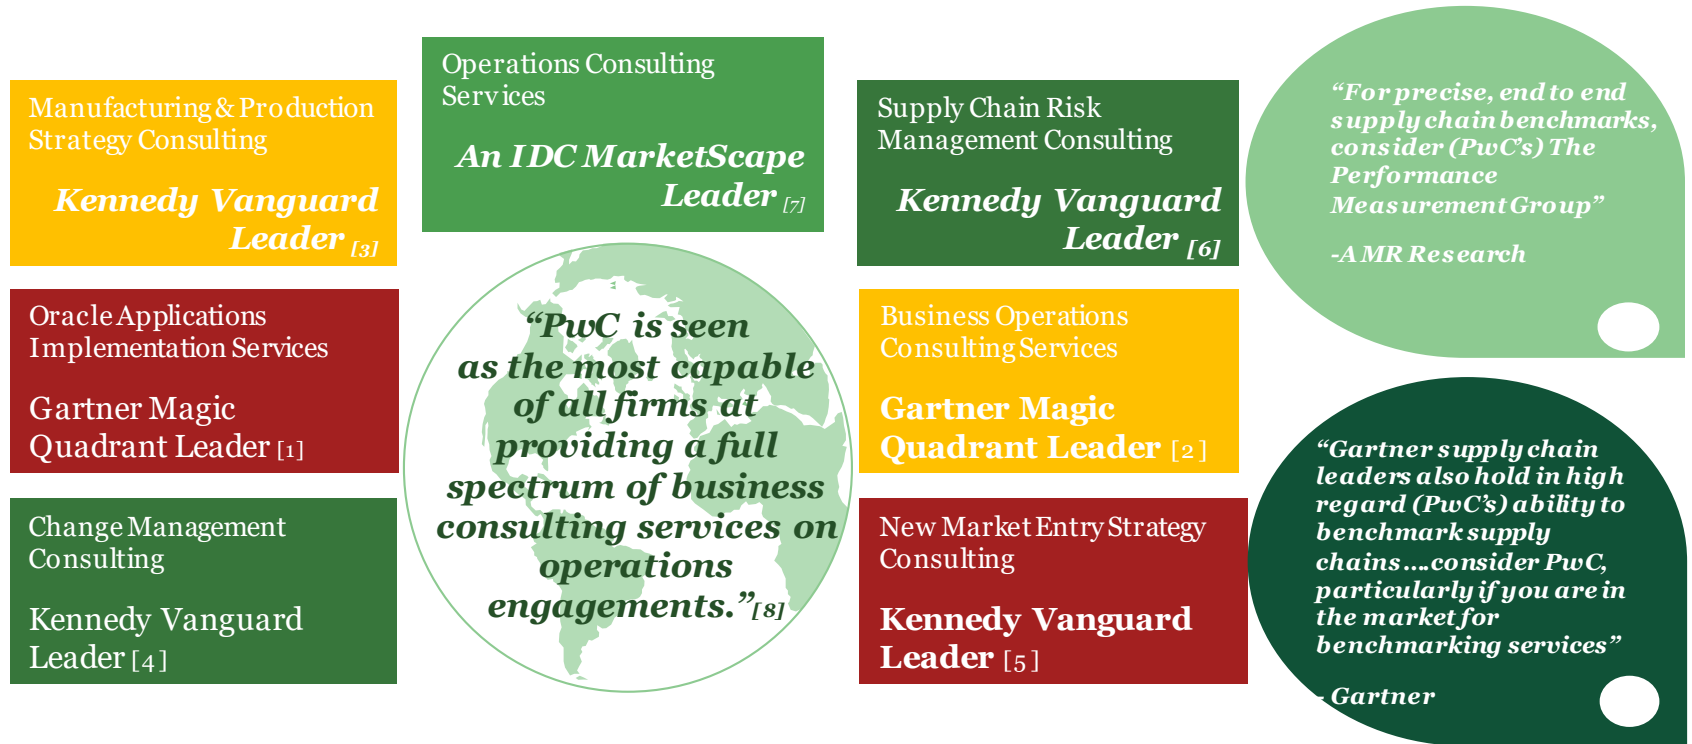 Manufacturing & Production
Strategy Consulting
Kennedy Vanguard
Leader [3]
Operations Consulting
Services
An IDC MarketScape
Leader [7]
Supply Chain Risk
Management Consulting
Kennedy Vanguard
Leader [6]
“For precise, end to end
supply chain benchmarks,
consider (PwC’s) The
Performance
Measurement Group”
-AMR Research
Oracle Applications
Implementation Services
Gartner Magic
Quadrant Leader [1]
“PwC is seen
as the most capable
of all firms at
providing a full
spectrum of business
consulting services on
operations
engagements.”[8]
Business Operations
Consulting Services
Gartner Magic
Quadrant Leader [2]
Change Management
Consulting
Kennedy Vanguard
Leader [4]
New Market Entry Strategy
Consulting
Kennedy Vanguard
Leader [5]
“Gartner supply chain
leaders also hold in high
regard (PwC’s) ability to
benchmark supply
chains….consider PwC,
particularly if you are in
the market for
benchmarking services”
- Gartner